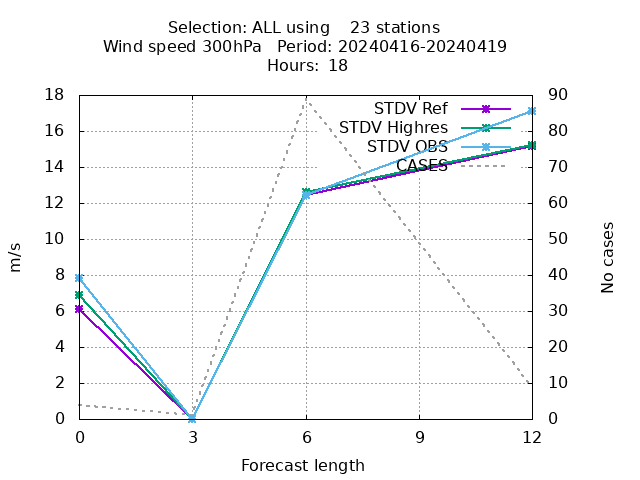 Selection: ALL using    23 stations
Wind speed 300hPa   Period: 20240416-20240419
Hours:  18
18
16
14
12
10
8
6
4
2
0
m/s
STDV Ref
STDV Highres
STDV OBS
CASES
90
80
70
60
50
40
30
20
10
0
No cases
0
3
6
9
12
Forecast length